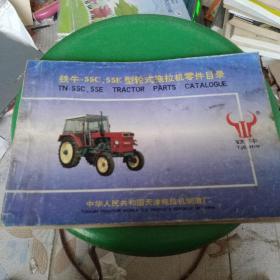 铁牛-55C、55E型轮式拖拉机零件目录
TN-55C、55E TRACTOR PARTS CATALOGUE
铁牛
中华人民共和国天津拖拉机制造厂